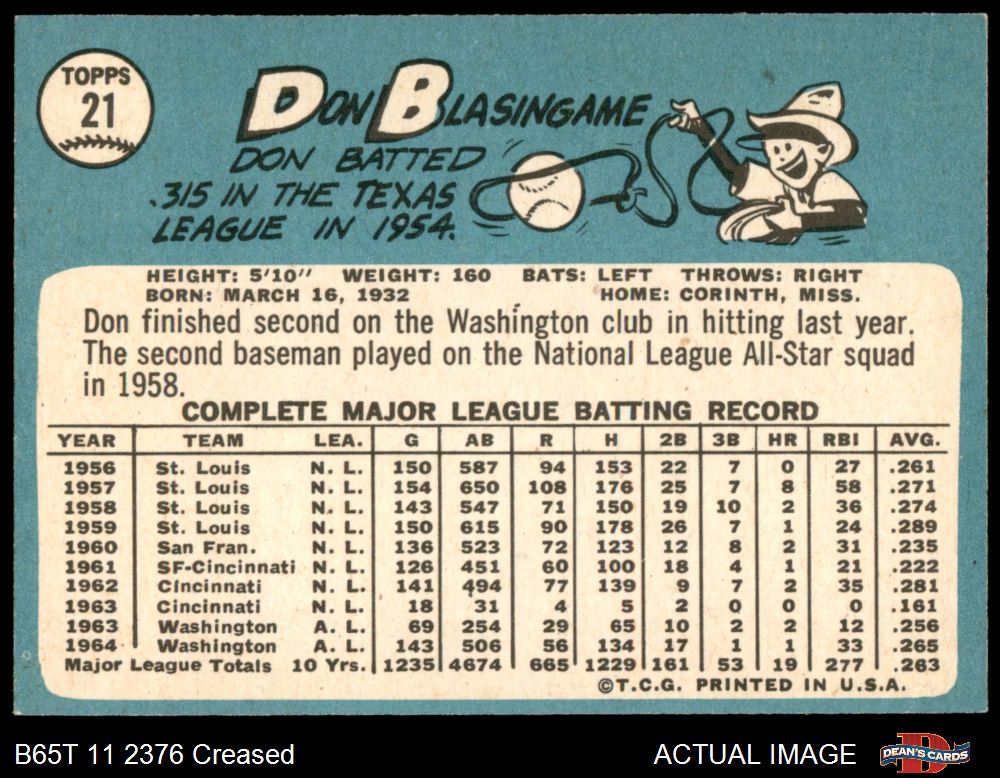 TOPPS
21
DON BLASINGAME
DON BATTED
.315 IN THE TEXAS
LEAGUE IN 1954.
HEIGHT: 5'10" WEIGHT: 160 BATS: LEFT THROWS: RIGHT
BORN: MARCH 16, 1932 HOME: CORINTH, MISS.
Don finished second on the Washington club in hitting last year.
The second baseman played on the National League All-Star squad
in 1958.
COMPLETE MAJOR LEAGUE BATTING RECORD
YEAR TEAM LEA. G AB R H 2B 3B HR RBI AVG.
1956 St. Louis N. L. 150 587 94 153 22 7 0 27 .261
1957 St. Louis N. L. 154 650 108 176 25 7 8 58 .271
1958 St. Louis N. L. 143 547 71 150 19 10 2 36 .274
1959 St. Louis N. L. 150 615 90 178 26 7 1 24 .289
1960 San Fran. N. L. 136 523 72 123 12 8 2 31 .235
1961 SF-Cincinnati N. L. 126 451 60 100 18 4 1 21 .222
1962 Cincinnati N. L. 141 494 77 139 9 7 2 35 .281
1963 Cincinnati N. L. 18 31 4 5 2 0 0 0 .161
1963 Washington A. L. 69 254 29 65 10 2 2 12 .256
1964 Washington A. L. 143 506 56 134 17 1 1 33 .265
Major League Totals 10 Yrs. 1235 4674 665 1229 161 53 19 277 .263
©T.C.G. PRINTED IN U.S.A.
B65T 11 2376 Creased ACTUAL IMAGE DEAN'S CARDS